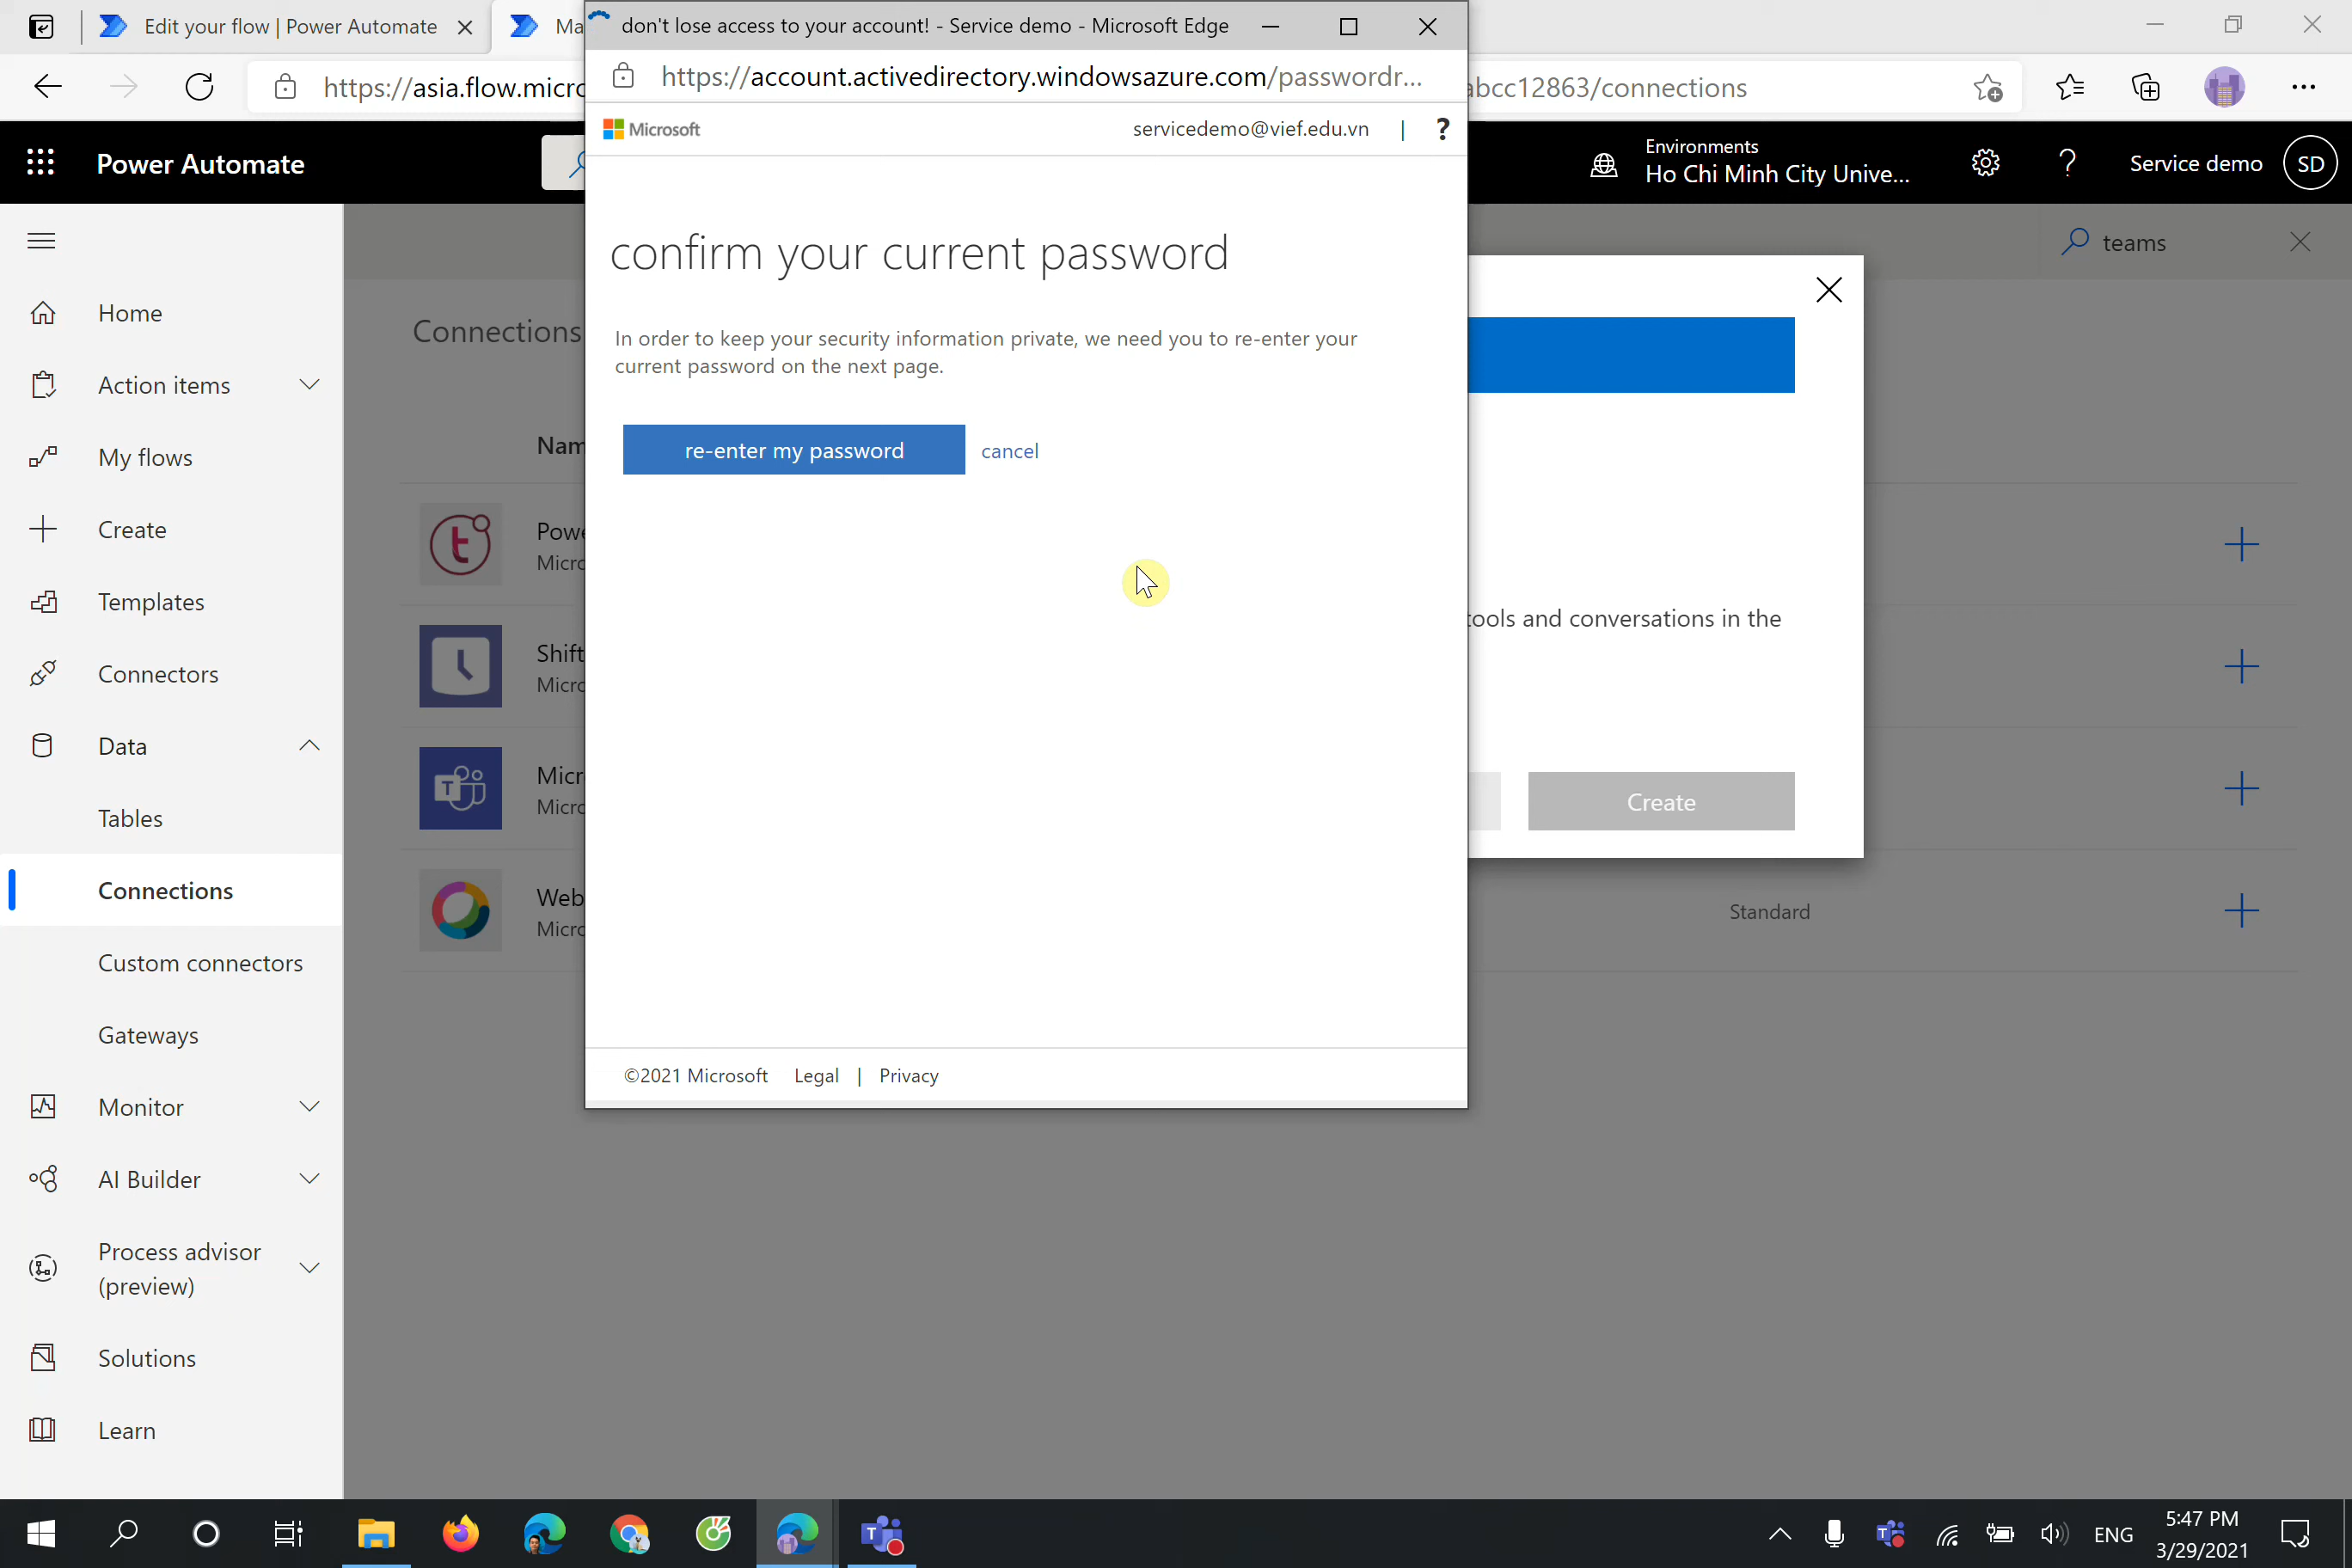 Edit your flow | Power Automate
Ma
don't lose access to your account! - Service demo - Microsoft Edge
https://asia.flow.micro
https://account.activedirectory.windowsazure.com/passwordr...
bcc12863/connections
Power Automate
Environments
Ho Chi Minh City Unive...
?
Service demo
SD
Microsoft
servicedemo@vief.edu.vn | ?
teams
confirm your current password
In order to keep your security information private, we need you to re-enter your
current password on the next page.
re-enter my password
cancel
Home
Action items
My flows
Create
Templates
Connectors
Data
Tables
Connections
Custom connectors
Gateways
Monitor
AI Builder
Process advisor
(preview)
Solutions
Learn
Connections
Nam
Powe
Micro
Shift
Micro
Micr
Micro
Web
Micro
tools and conversations in the
Create
Standard
©2021 Microsoft Legal | Privacy
ENG
5:47 PM
3/29/2021